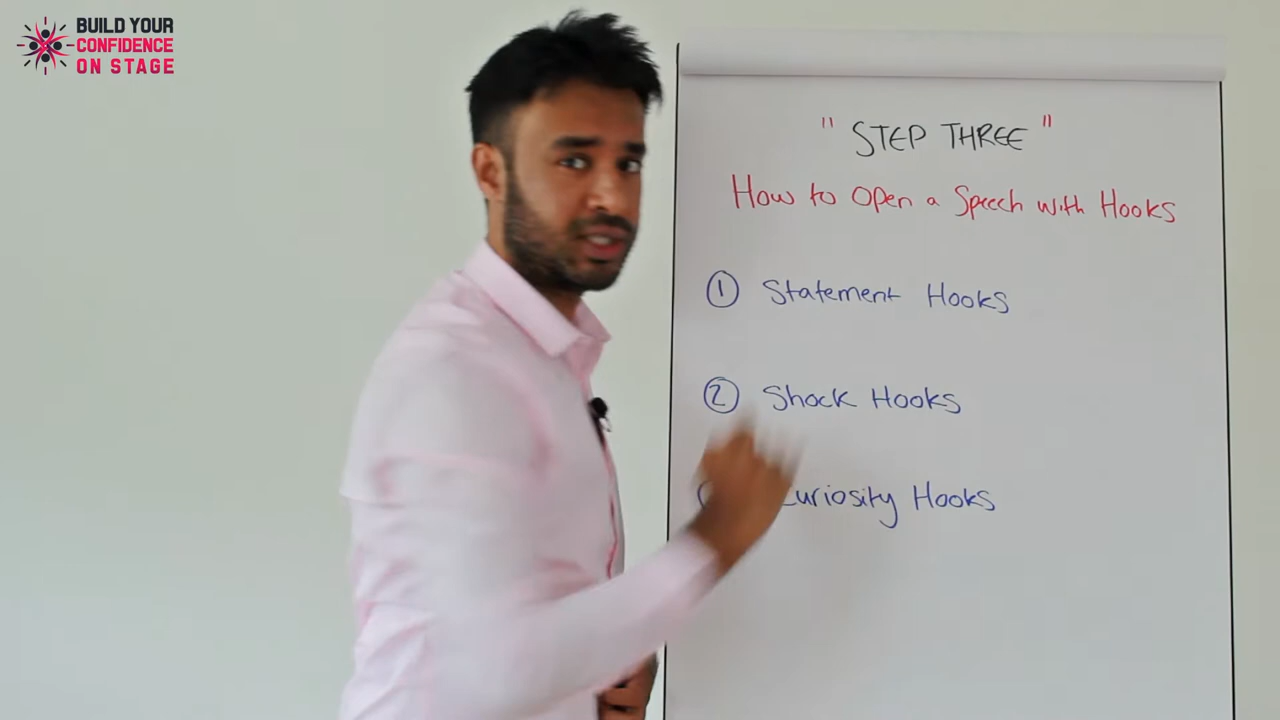 BUILD YOUR
CONFIDENCE
ON STAGE
" STEP THREE "
How to Open a Speech with Hooks
1 Statement Hooks
2 Shock Hooks
Curiosity Hooks